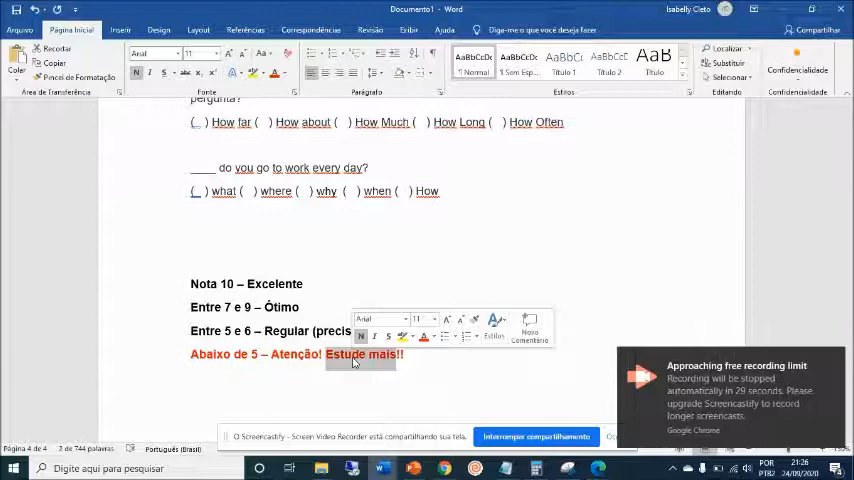 Documento1 - Word
Isabelly Cleto
Arquivo Página Inicial Inserir Design Layout Referências Correspondências Revisão Exibir Ajuda Diga-me o que deseja fazer Compartilhar
Colar
Recortar
Copiar
Pincel de Formatação
Área de Transferência
Arial 11
Fonte
Parágrafo
AaBbCcDc AaBbCcDc AaBbCcDc AaBbCcDc AaB
¶ Normal ¶ Sem Espa... Título 1 Título 2 Título
Estilos
Localizar
Substituir
Selecionar
Editando
Confidencialidade
Confidencialidade
pergunta?
( ) How far ( ) How about ( ) How Much ( ) How Long ( ) How Often
____ do you go to work every day?
( ) what ( ) where ( ) why ( ) when ( ) How
Nota 10 – Excelente
Entre 7 e 9 – Ótimo
Entre 5 e 6 – Regular (precis
Abaixo de 5 – Atenção! Estude mais!!
Arial 11
N I S Estilos
Novo
Comentário
Approaching free recording limit
Recording will be stopped
automatically in 29 seconds. Please
upgrade Screencastify to record
longer screencasts.
Google Chrome
O Screencastify - Screen Video Recorder está compartilhando sua tela.
Interromper compartilhamento
Página 4 de 4 2 de 744 palavras Português (Brasil)
Digite aqui para pesquisar
POR
PTB2
21:26
24/09/2020